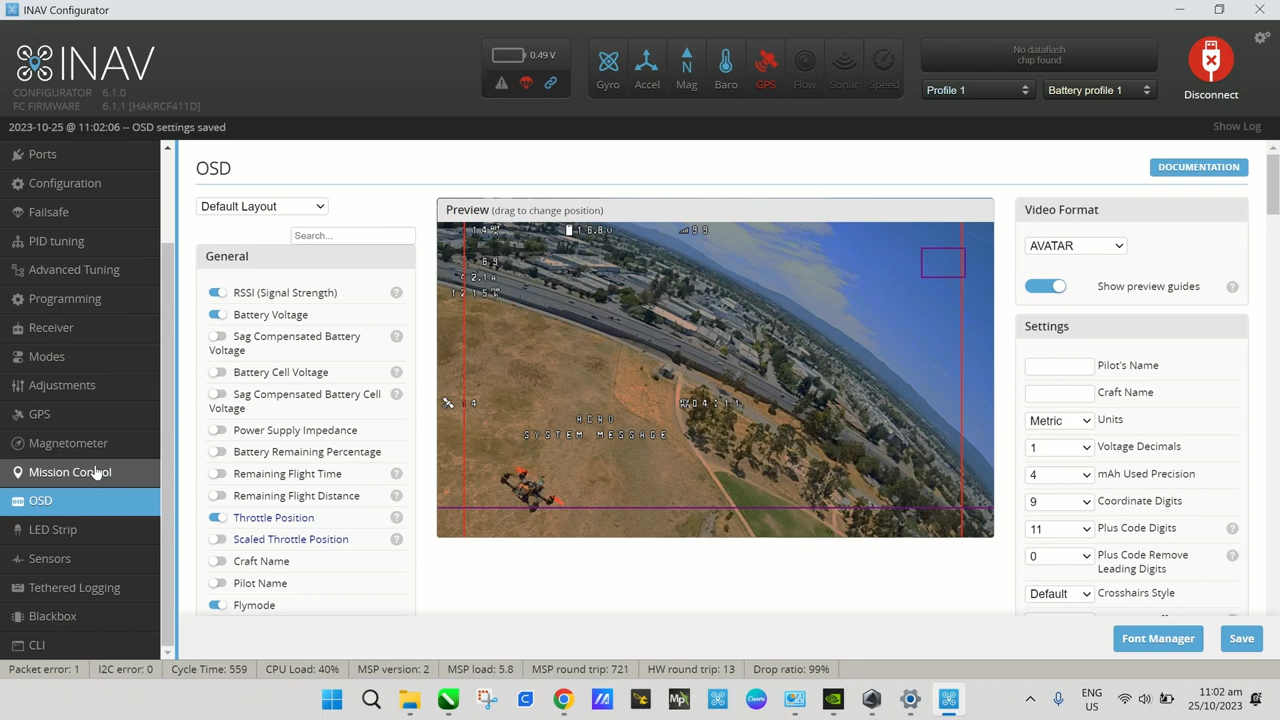 INAV Configurator
INAV
CONFIGURATOR 6.1.0
FC FIRMWARE 6.1.1 [HAKRCF411D]
0.49 V
Gyro
Accel
Mag
Baro
GPS
Flow
Sonar
Speed
No dataflash
chip found
Profile 1
Battery profile 1
Disconnect
2023-10-25 @ 11:02:06 -- OSD settings saved
Show Log
Ports
Configuration
Failsafe
PID tuning
Advanced Tuning
Programming
Receiver
Modes
Adjustments
GPS
Magnetometer
Mission Control
OSD
LED Strip
Sensors
Tethered Logging
Blackbox
CLI
OSD
DOCUMENTATION
Default Layout
Search...
General
RSSI (Signal Strength)
Battery Voltage
Sag Compensated Battery
Voltage
Battery Cell Voltage
Sag Compensated Battery Cell
Voltage
Power Supply Impedance
Battery Remaining Percentage
Remaining Flight Time
Remaining Flight Distance
Throttle Position
Scaled Throttle Position
Craft Name
Pilot Name
Flymode
Preview (drag to change position)
16.8V
99
69
42.1A
14
04:11
ACRO
SYSTEM MESSAGE
Video Format
AVATAR
Show preview guides
Settings
Pilot's Name
Craft Name
Metric Units
1 Voltage Decimals
4 mAh Used Precision
9 Coordinate Digits
11 Plus Code Digits
0 Plus Code Remove
Leading Digits
Default Crosshairs Style
Font Manager
Save
Packet error: 1
I2C error: 0
Cycle Time: 559
CPU Load: 40%
MSP version: 2
MSP load: 5.8
MSP round trip: 721
HW round trip: 13
Drop ratio: 99%
ENG
US
11:02 am
25/10/2023